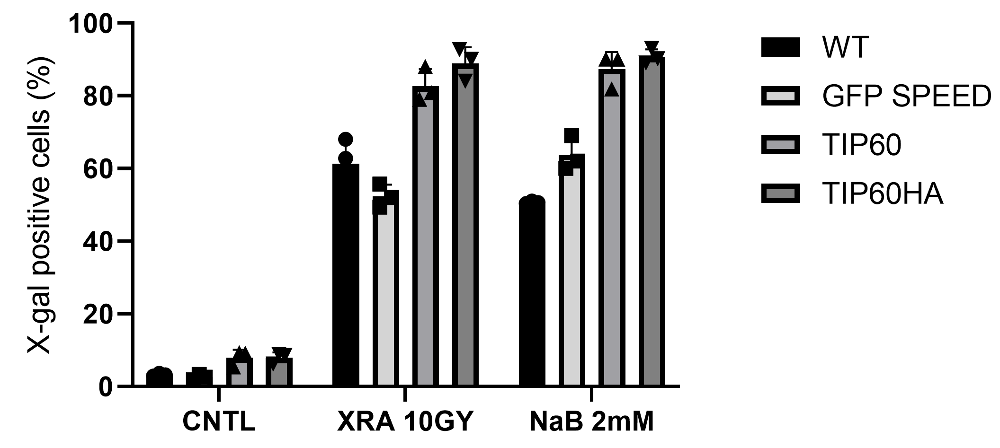 100
80
60
40
20
0
X-gal positive cells (%)
CNTL
XRA 10GY
NaB 2mM
WT
GFP SPEED
TIP60
TIP60HA